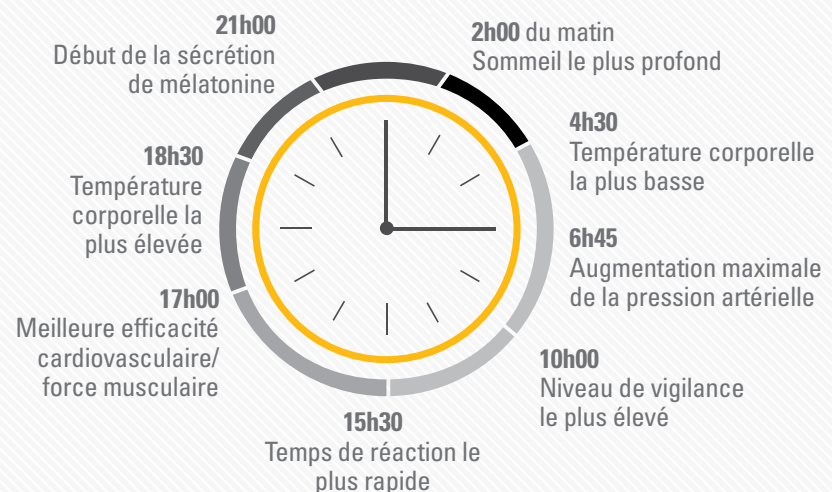 21h00
Début de la sécrétion
de mélatonine
2h00 du matin
Sommeil le plus profond
4h30
Température corporelle
la plus basse
6h45
Augmentation maximale
de la pression artérielle
10h00
Niveau de vigilance
le plus élevé
15h30
Temps de réaction le
plus rapide
17h00
Meilleure efficacité
cardiovasculaire/
force musculaire
18h30
Température
corporelle la
plus élevée